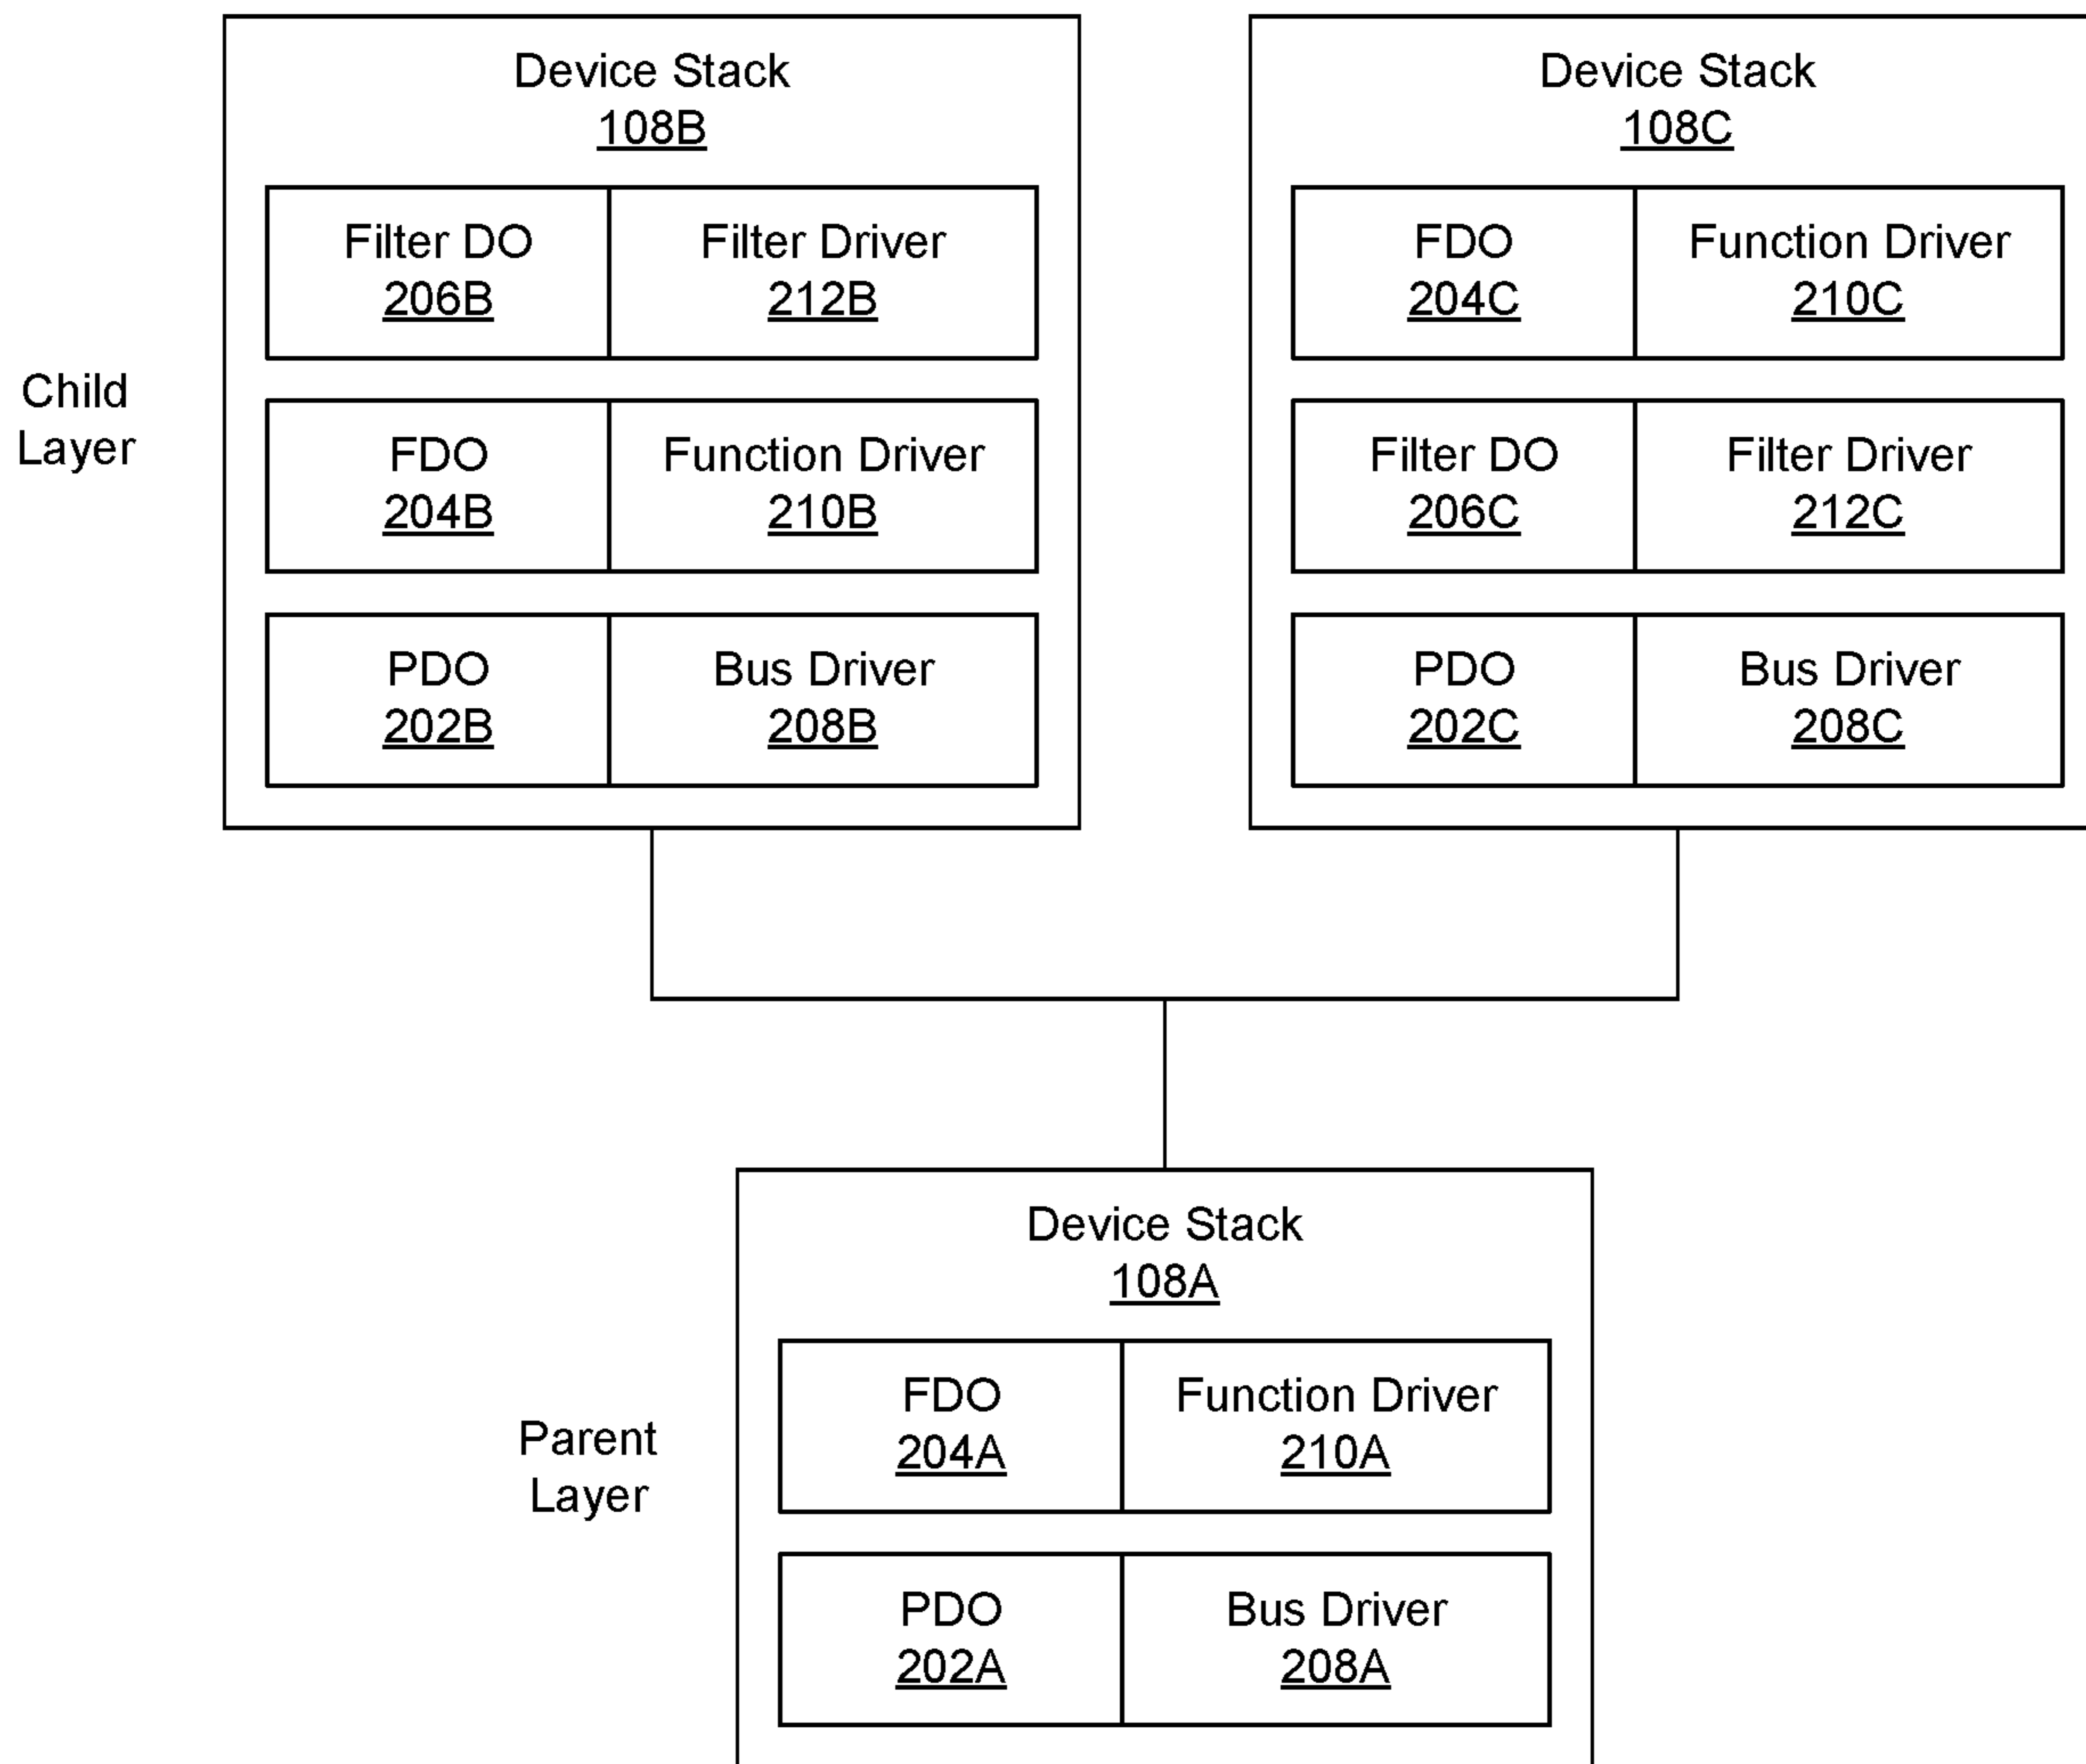 Device Stack
108B
Filter DO
206B
Filter Driver
212B
FDO
204B
Function Driver
210B
PDO
202B
Bus Driver
208B
Device Stack
108C
FDO
204C
Function Driver
210C
Filter DO
206C
Filter Driver
212C
PDO
202C
Bus Driver
208C
Child
Layer
Device Stack
108A
FDO
204A
Function Driver
210A
PDO
202A
Bus Driver
208A
Parent
Layer